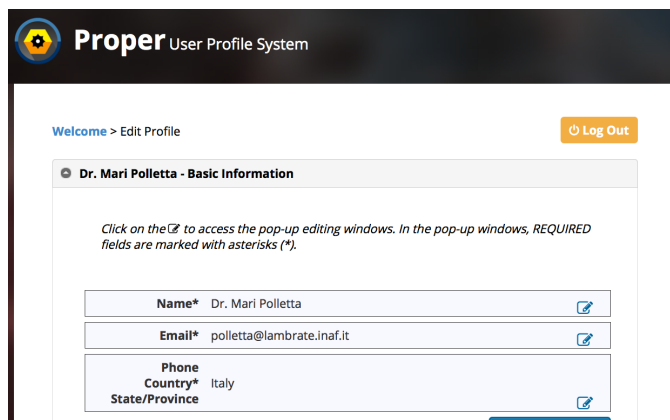 Proper User Profile System
Welcome > Edit Profile
Log Out
Dr. Mari Polletta - Basic Information
Click on the to access the pop-up editing windows. In the pop-up windows, REQUIRED
fields are marked with asterisks (*).
Name* Dr. Mari Polletta
Email* polletta@lambrate.inaf.it
Phone
Country* Italy
State/Province